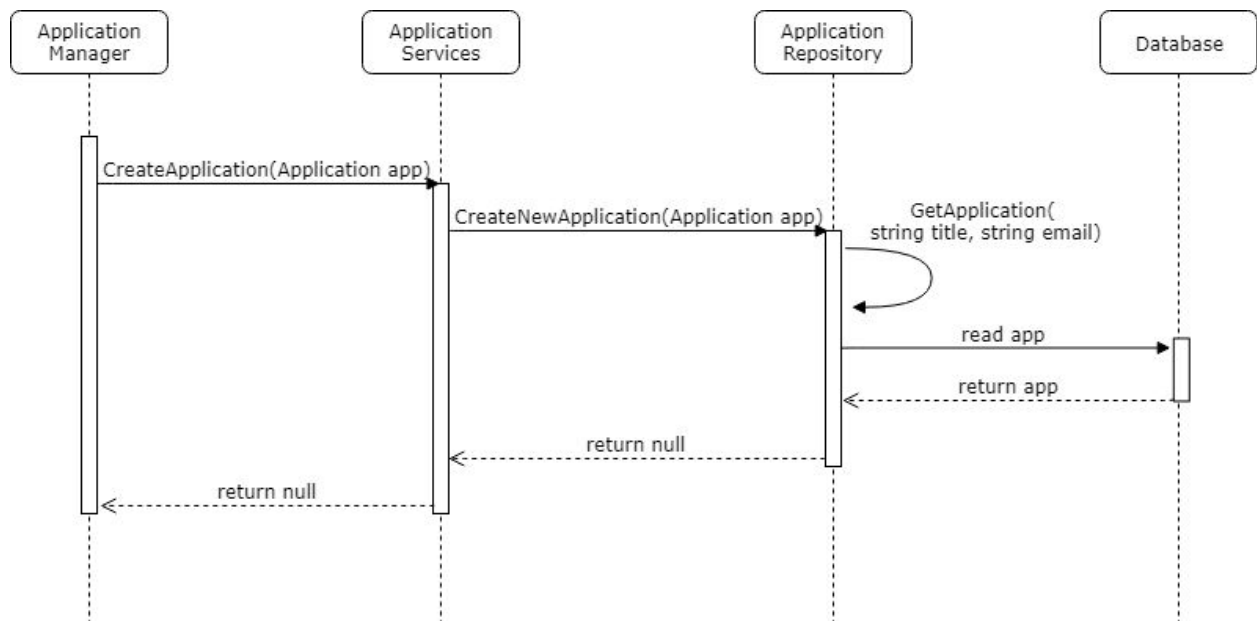 Application
Manager
Application
Services
Application
Repository
Database
CreateApplication(Application app)
CreateNewApplication(Application app)
GetApplication(
string title, string email)
read app
return app
return null
return null